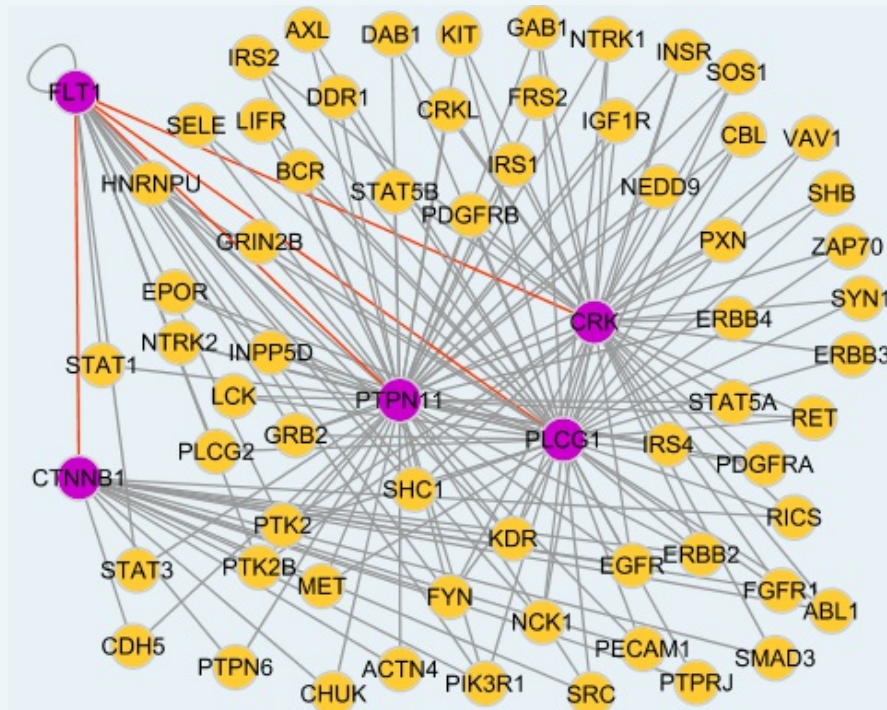 AXL
DAB1
KIT
GAB1
NTRK1
INSR
IRS2
SOS1
FLT1
DDR1
CRKL
FRS2
SELE
LIFR
IGF1R
CBL
VAV1
BCR
IRS1
HNRNPU
STAT5B
NEDD9
SHB
PDGFRB
GRIN2B
PXN
ZAP70
EPOR
SYN1
CRK
ERBB4
NTRK2
INPP5D
ERBB3
STAT1
LCK
PTPN11
STAT5A
RET
GRB2
PLCG1
IRS4
PLCG2
PDGFRA
CTNNB1
SHC1
RICS
PTK2
KDR
STAT3
PTK2B
EGFR
ERBB2
MET
FYN
FGFR1
ABL1
NCK1
CDH5
PECAM1
SMAD3
PTPN6
ACTN4
PIK3R1
SRC
PTPRJ
CHUK